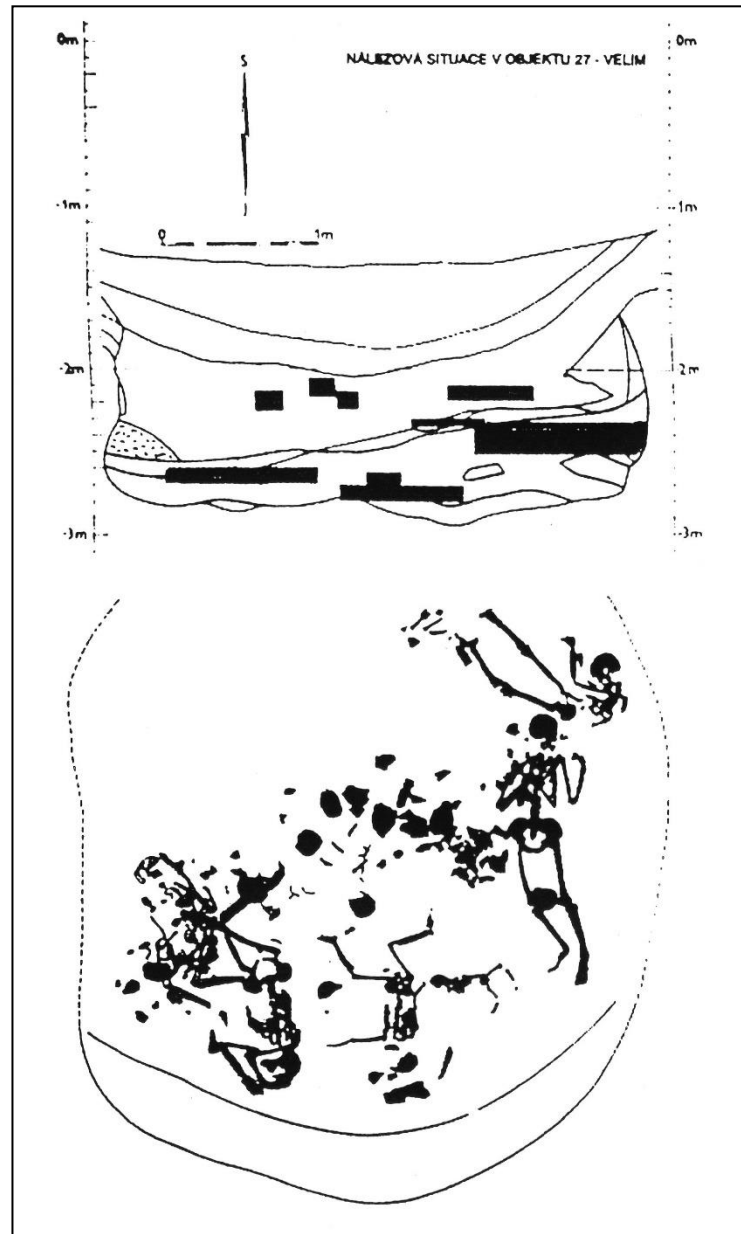 0m
0m
NÁLEZOVÁ SITUACE V OBJEKTU 27 - VELIM
S
J
-1m
-1m
0 1m
-2m
-2m
-3m
-3m